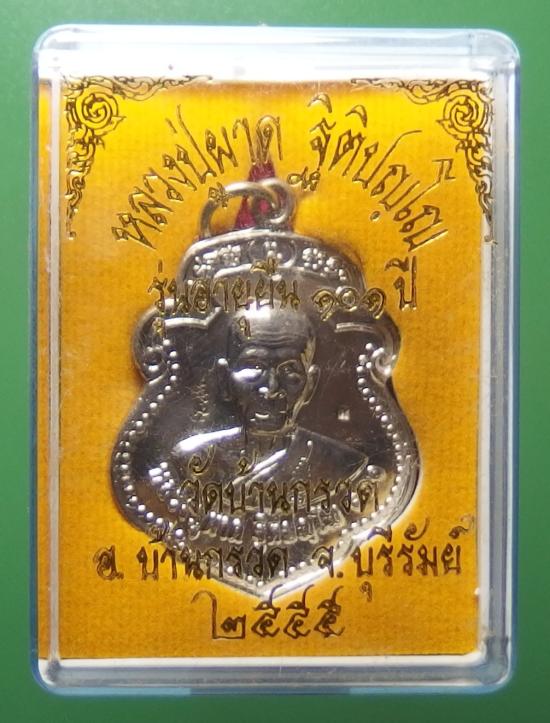 หลวงปู่ผาด ฐิติปญฺโญ
รุ่นอายุยืน ๑๐๑ ปี
วัดบ้านกรวด
อ. บ้านกรวด จ. บุรีรัมย์
๒๕๕๕